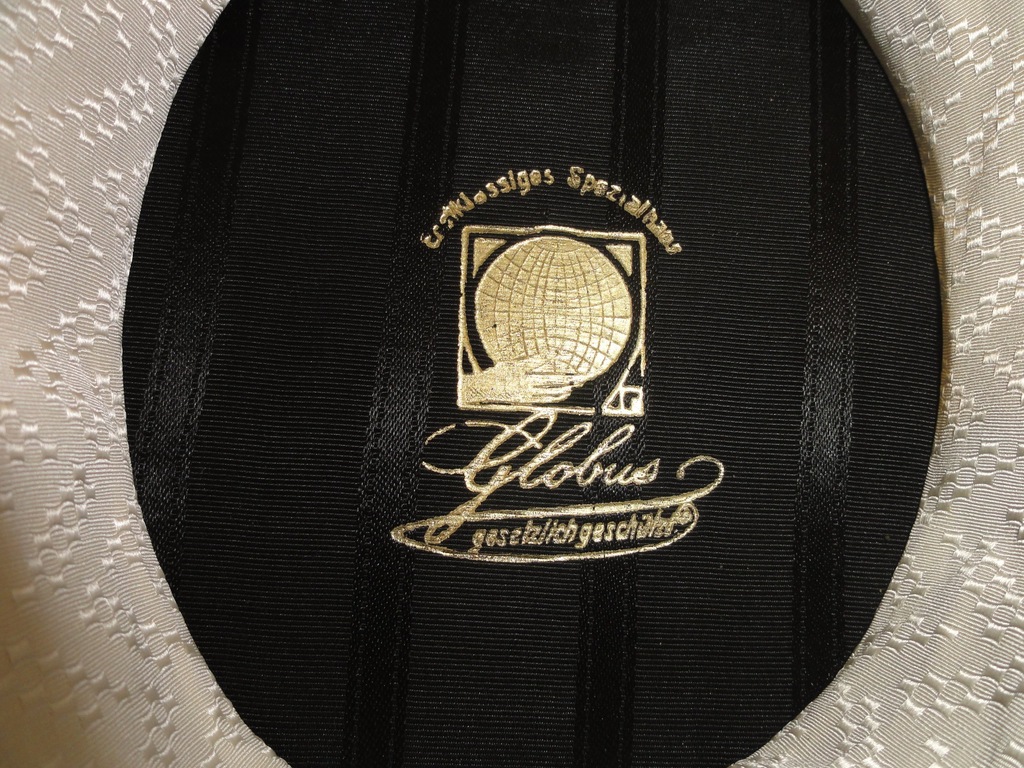 Erstklassiges Spezialhaus
Globus
gesetzlich geschützt